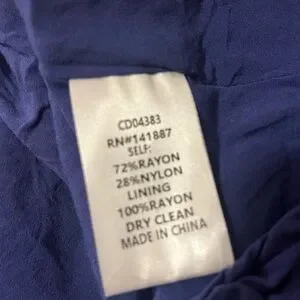 CD04383
RN#141887
SELF:
72%RAYON
28%NYLON
LINING
100%RAYON
DRY CLEAN
MADE IN CHINA